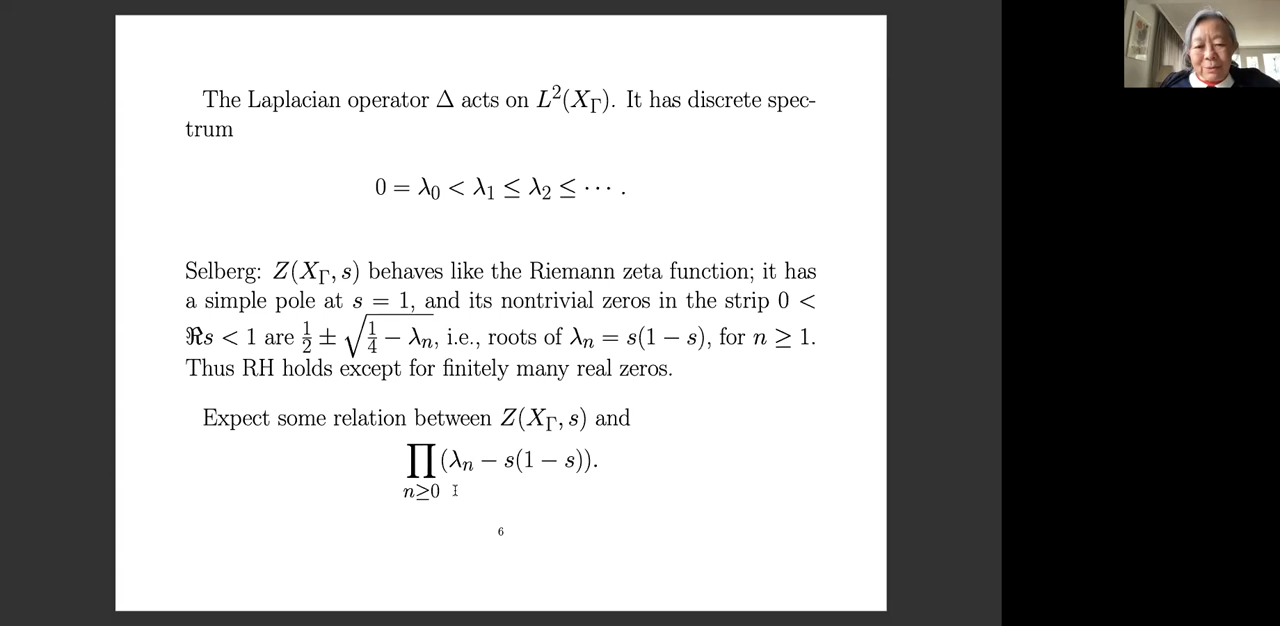 The Laplacian operator Δ acts on L²(X_Γ). It has discrete spec-
trum
0 = λ₀ < λ₁ ≤ λ₂ ≤ ··· .
Selberg: Z(X_Γ, s) behaves like the Riemann zeta function; it has
a simple pole at s = 1, and its nontrivial zeros in the strip 0 <
ℜs < 1 are 1/2 ± √(1/4 − λₙ), i.e., roots of λₙ = s(1 − s), for n ≥ 1.
Thus RH holds except for finitely many real zeros.
Expect some relation between Z(X_Γ, s) and
∏ (λₙ − s(1 − s)).
n≥0
6